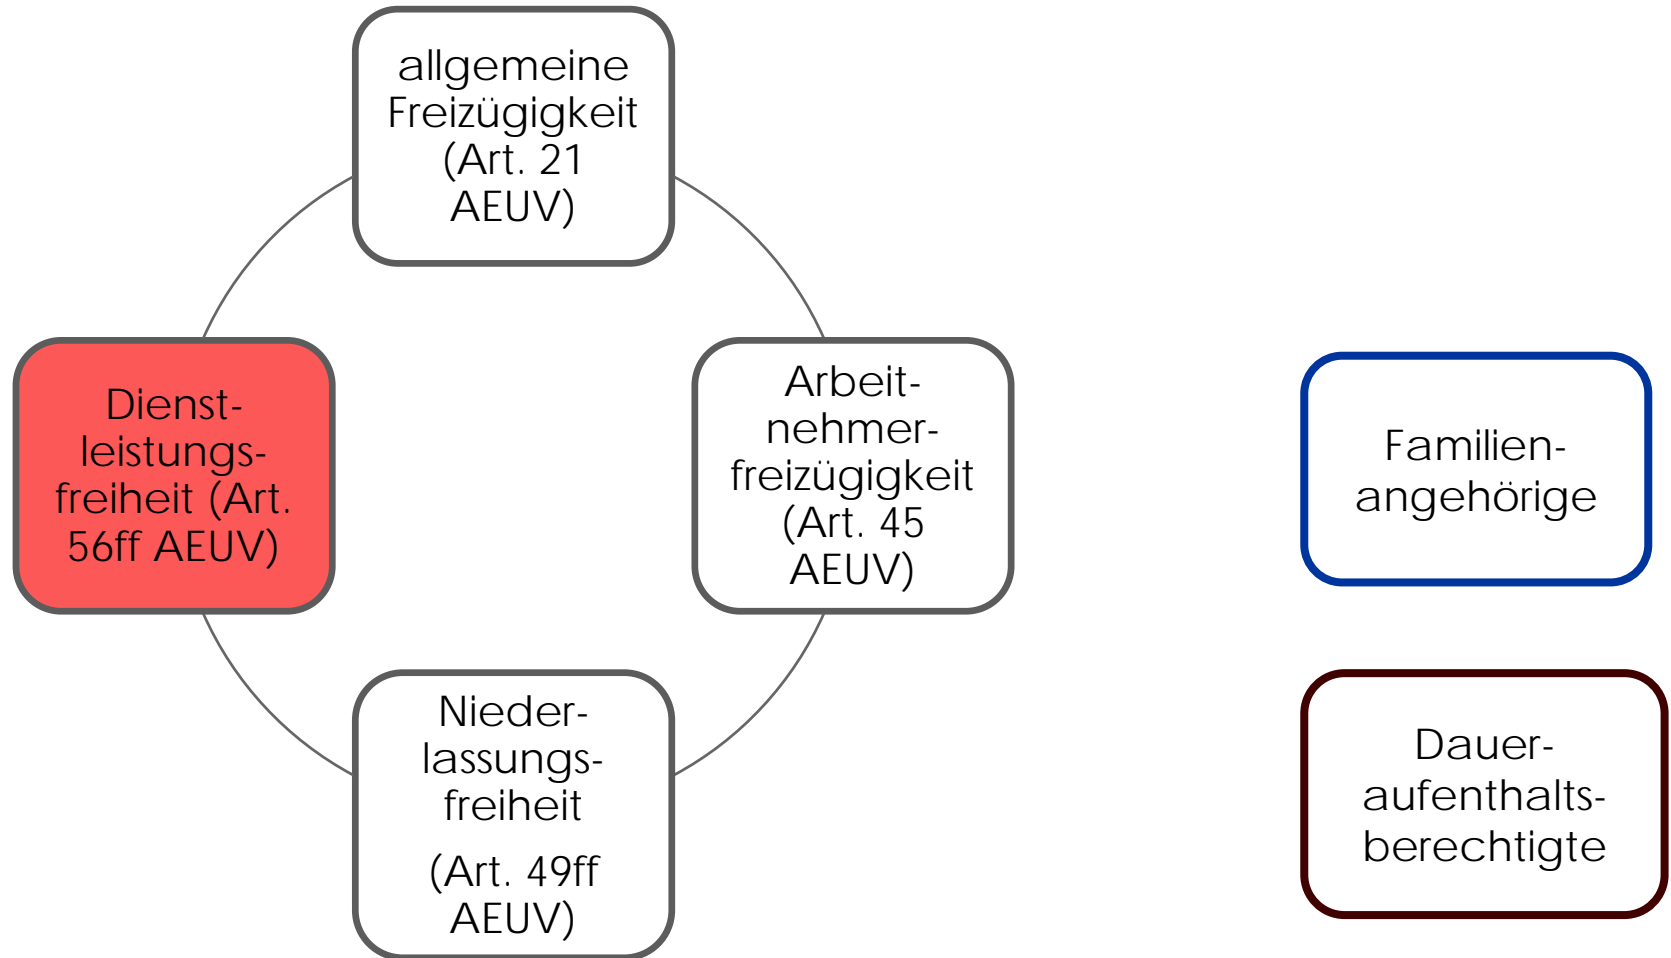 allgemeine
Freizügigkeit
(Art. 21
AEUV)
Dienst-
leistungs-
freiheit (Art.
56ff AEUV)
Arbeit-
nehmer-
freizügigkeit
(Art. 45
AEUV)
Nieder-
lassungs-
freiheit
(Art. 49ff
AEUV)
Familien-
angehörige
Dauer-
aufenthalts-
berechtigte